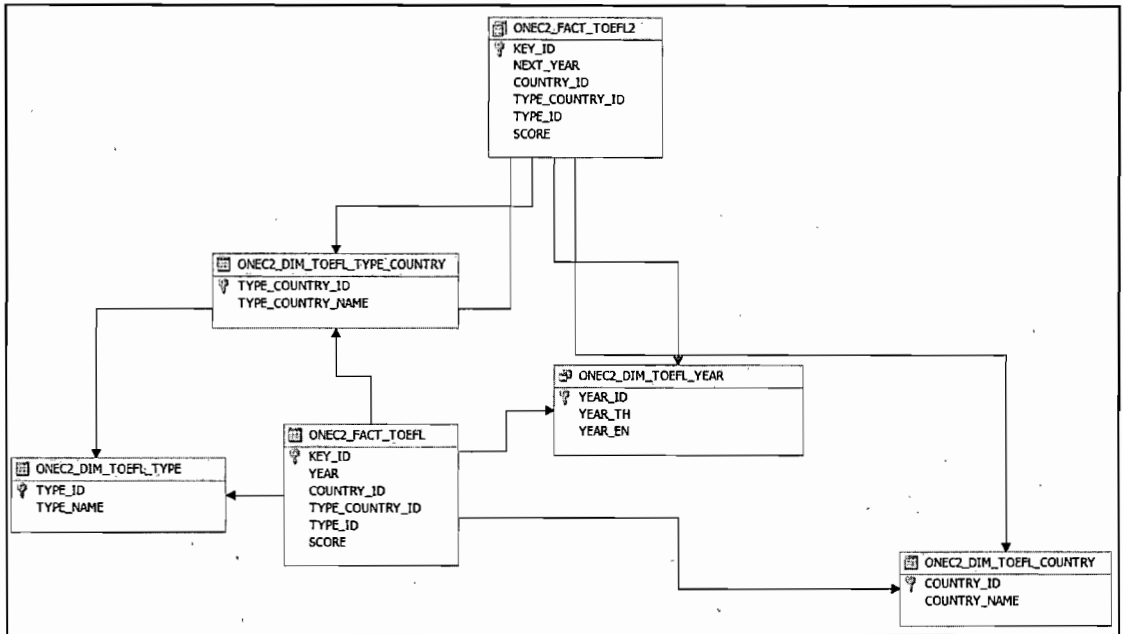 ONEC2_FACT_TOEFL2
KEY_ID
NEXT_YEAR
COUNTRY_ID
TYPE_COUNTRY_ID
TYPE_ID
SCORE
ONEC2_DIM_TOEFL_TYPE_COUNTRY
TYPE_COUNTRY_ID
TYPE_COUNTRY_NAME
ONEC2_DIM_TOEFL_YEAR
YEAR_ID
YEAR_TH
YEAR_EN
ONEC2_FACT_TOEFL
KEY_ID
YEAR
COUNTRY_ID
TYPE_COUNTRY_ID
TYPE_ID
SCORE
ONEC2_DIM_TOEFL_TYPE
TYPE_ID
TYPE_NAME
ONEC2_DIM_TOEFL_COUNTRY
COUNTRY_ID
COUNTRY_NAME